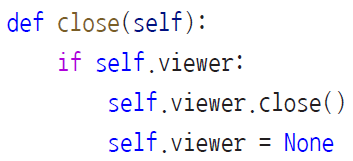 def close(self):
    if self.viewer:
        self.viewer.close()
        self.viewer = None